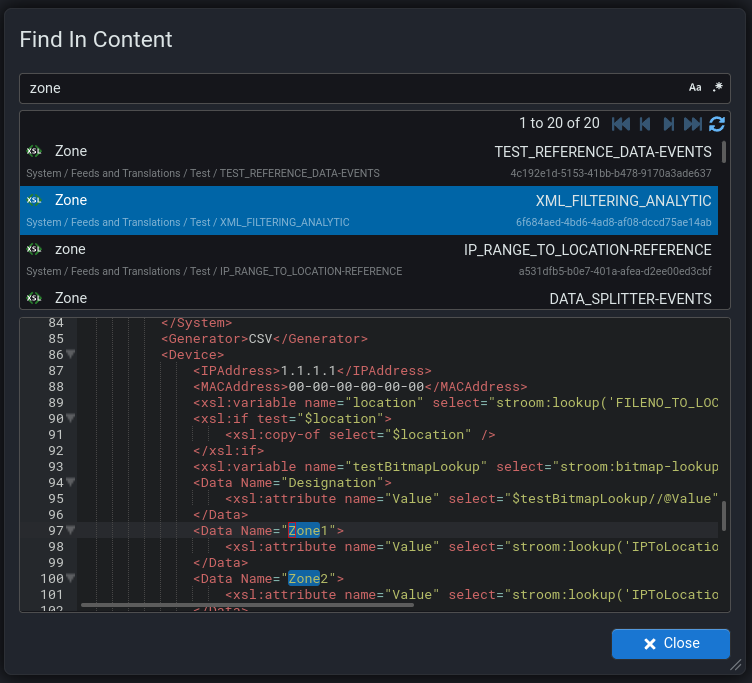 Find In Content
zone Aa .*
1 to 20 of 20
XSL Zone TEST_REFERENCE_DATA-EVENTS
System / Feeds and Translations / Test / TEST_REFERENCE_DATA-EVENTS 4c192e1d-5153-41bb-b478-9170a3ade637
XSL Zone XML_FILTERING_ANALYTIC
System / Feeds and Translations / Test / XML_FILTERING_ANALYTIC 6f684aed-4bd6-4ad8-af08-dccd75ae14ab
XSL zone IP_RANGE_TO_LOCATION-REFERENCE
System / Feeds and Translations / Test / IP_RANGE_TO_LOCATION-REFERENCE a531dfb5-b0e7-401a-afea-d2ee00ed3cbf
XSL Zone DATA_SPLITTER-EVENTS
84 </System>
85 <Generator>CSV</Generator>
86 <Device>
87 <IPAddress>1.1.1.1</IPAddress>
88 <MACAddress>00-00-00-00-00-00</MACAddress>
89 <xsl:variable name="location" select="stroom:lookup('FILENO_TO_LOC
90 <xsl:if test="$location">
91 <xsl:copy-of select="$location" />
92 </xsl:if>
93 <xsl:variable name="testBitmapLookup" select="stroom:bitmap-lookup
94 <Data Name="Designation">
95 <xsl:attribute name="Value" select="$testBitmapLookup//@Value"
96 </Data>
97 <Data Name="Zone1">
98 <xsl:attribute name="Value" select="stroom:lookup('IPToLocatio
99 </Data>
100 <Data Name="Zone2">
101 <xsl:attribute name="Value" select="stroom:lookup('IPToLocatio
102 </Data>
Close